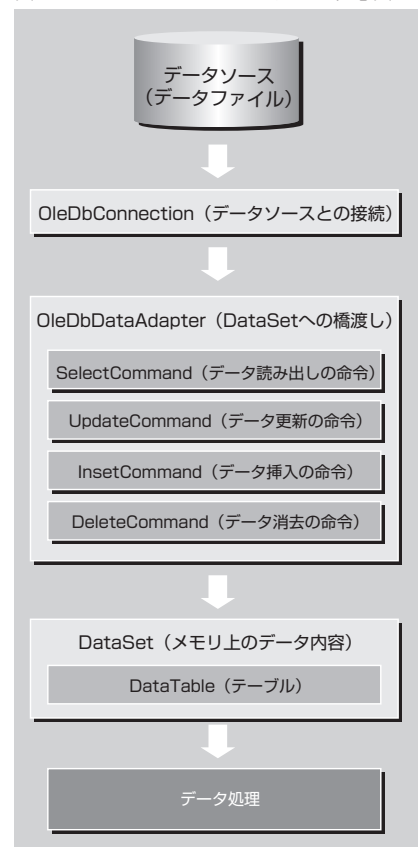 データソース
（データファイル）
OleDbConnection（データソースとの接続）
OleDbDataAdapter（DataSetへの橋渡し）
SelectCommand（データ読み出しの命令）
UpdateCommand（データ更新の命令）
InsetCommand（データ挿入の命令）
DeleteCommand（データ消去の命令）
DataSet（メモリ上のデータ内容）
DataTable（テーブル）
データ処理